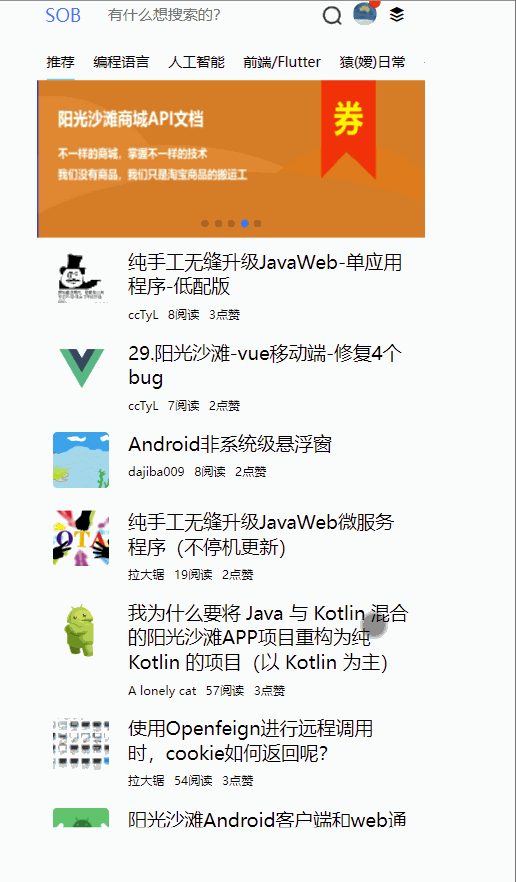 SOB 有什么想搜索的?
推荐 编程语言 人工智能 前端/Flutter 猿(媛)日常
阳光沙滩商城API文档
券
不一样的商城，掌握不一样的技术
我们没有商品，我们只是淘宝商品的搬运工
纯手工无缝升级JavaWeb-单应用
程序-低配版
ccTyL 8阅读 3点赞
29.阳光沙滩-vue移动端-修复4个
bug
ccTyL 7阅读 2点赞
Android非系统级悬浮窗
dajiba009 8阅读 2点赞
OTA
纯手工无缝升级JavaWeb微服务
程序（不停机更新）
拉大锯 19阅读 2点赞
我为什么要将 Java 与 Kotlin 混合
的阳光沙滩APP项目重构为纯
Kotlin 的项目（以 Kotlin 为主）
A lonely cat 57阅读 3点赞
使用Openfeign进行远程调用
时，cookie如何返回呢？
拉大锯 54阅读 3点赞
阳光沙滩Android客户端和web通